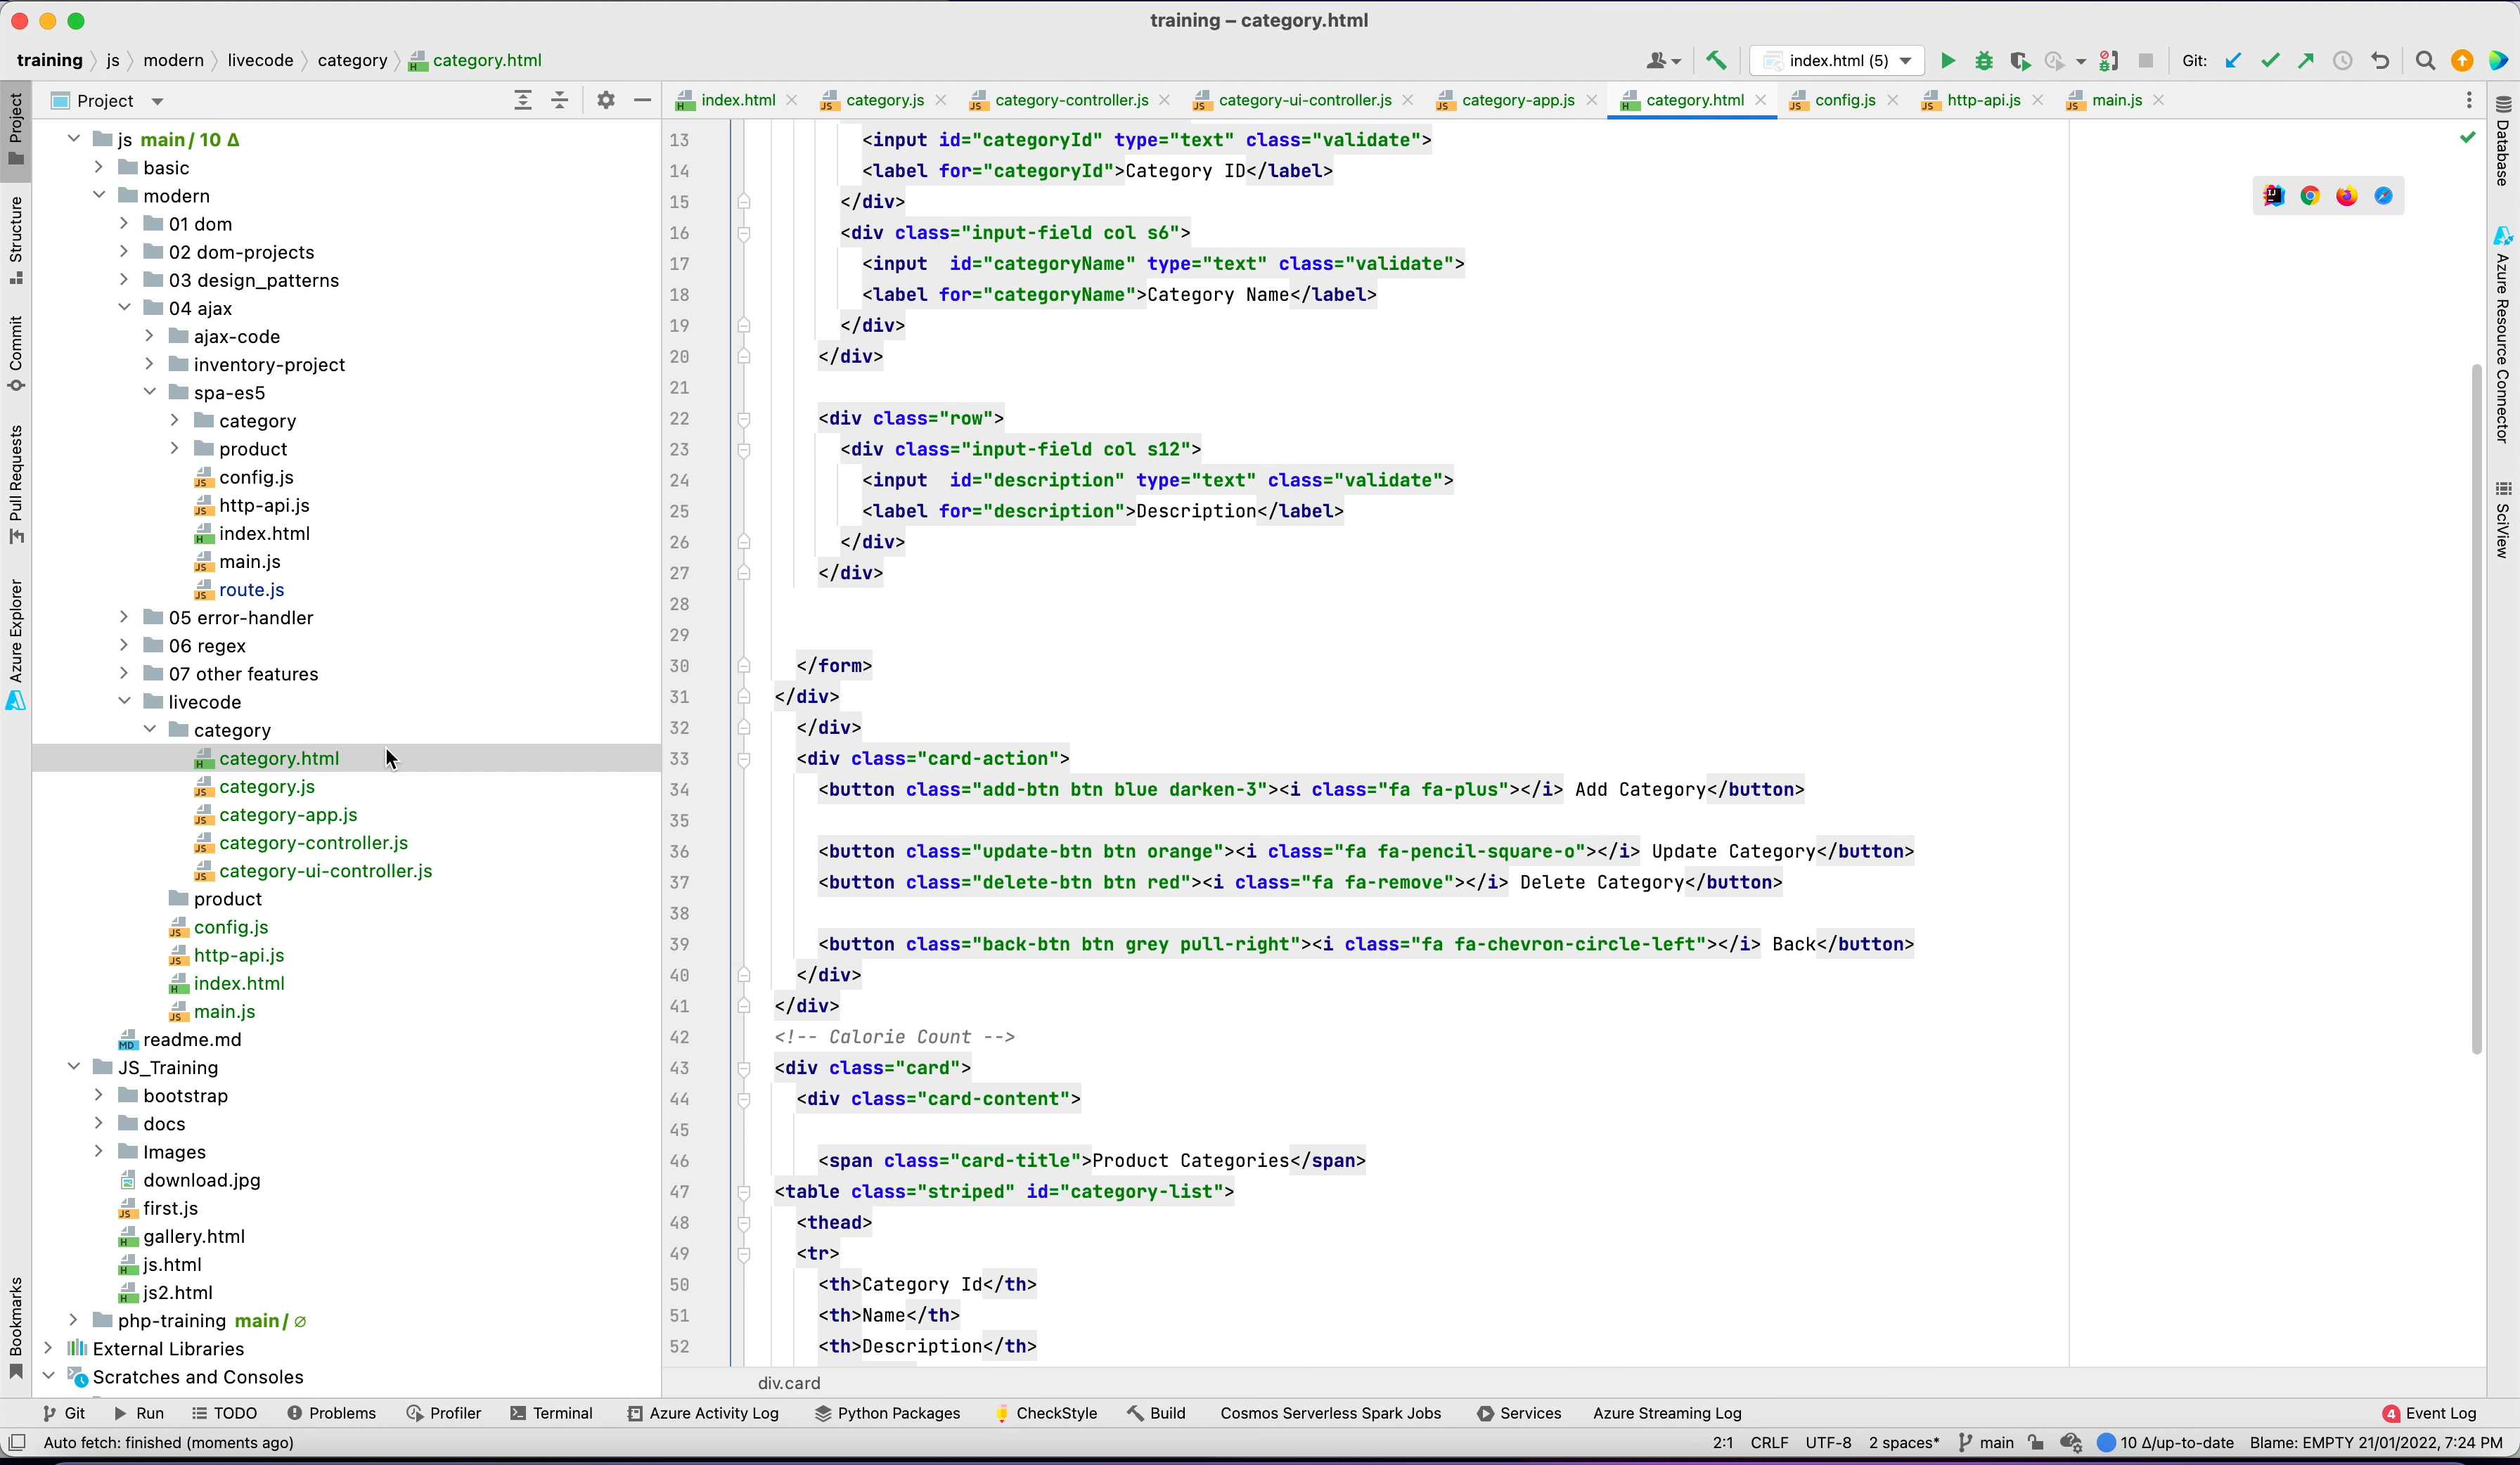 training – category.html
training js modern livecode category category.html
index.html (5) Git:
Project
index.html category.js category-controller.js category-ui-controller.js category-app.js category.html config.js http-api.js main.js
Project
Structure
Commit
Pull Requests
Azure Explorer
Bookmarks
js main / 10 Δ
basic
modern
01 dom
02 dom-projects
03 design_patterns
04 ajax
ajax-code
inventory-project
spa-es5
category
product
config.js
http-api.js
index.html
main.js
route.js
05 error-handler
06 regex
07 other features
livecode
category
category.html
category.js
category-app.js
category-controller.js
category-ui-controller.js
product
config.js
http-api.js
index.html
main.js
readme.md
JS_Training
bootstrap
docs
Images
download.jpg
first.js
gallery.html
js.html
js2.html
php-training main / ∅
External Libraries
Scratches and Consoles
13 <input id="categoryId" type="text" class="validate">
14 <label for="categoryId">Category ID</label>
15 </div>
16 <div class="input-field col s6">
17 <input  id="categoryName" type="text" class="validate">
18 <label for="categoryName">Category Name</label>
19 </div>
20 </div>
21
22 <div class="row">
23 <div class="input-field col s12">
24 <input  id="description" type="text" class="validate">
25 <label for="description">Description</label>
26 </div>
27 </div>
28
29
30 </form>
31 </div>
32 </div>
33 <div class="card-action">
34 <button class="add-btn btn blue darken-3"><i class="fa fa-plus"></i> Add Category</button>
35
36 <button class="update-btn btn orange"><i class="fa fa-pencil-square-o"></i> Update Category</button>
37 <button class="delete-btn btn red"><i class="fa fa-remove"></i> Delete Category</button>
38
39 <button class="back-btn btn grey pull-right"><i class="fa fa-chevron-circle-left"></i> Back</button>
40 </div>
41 </div>
42 <!-- Calorie Count -->
43 <div class="card">
44 <div class="card-content">
45
46 <span class="card-title">Product Categories</span>
47 <table class="striped" id="category-list">
48 <thead>
49 <tr>
50 <th>Category Id</th>
51 <th>Name</th>
52 <th>Description</th>
div.card
Database
Azure Resource Connector
SciView
Git Run TODO Problems Profiler Terminal Azure Activity Log Python Packages CheckStyle Build Cosmos Serverless Spark Jobs Services Azure Streaming Log 4 Event Log
Auto fetch: finished (moments ago) 2:1 CRLF UTF-8 2 spaces* main 10 Δ/up-to-date Blame: EMPTY 21/01/2022, 7:24 PM